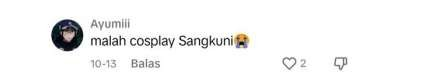 Ayumiii
malah cosplay Sangkuni😭
10-13 Balas 2